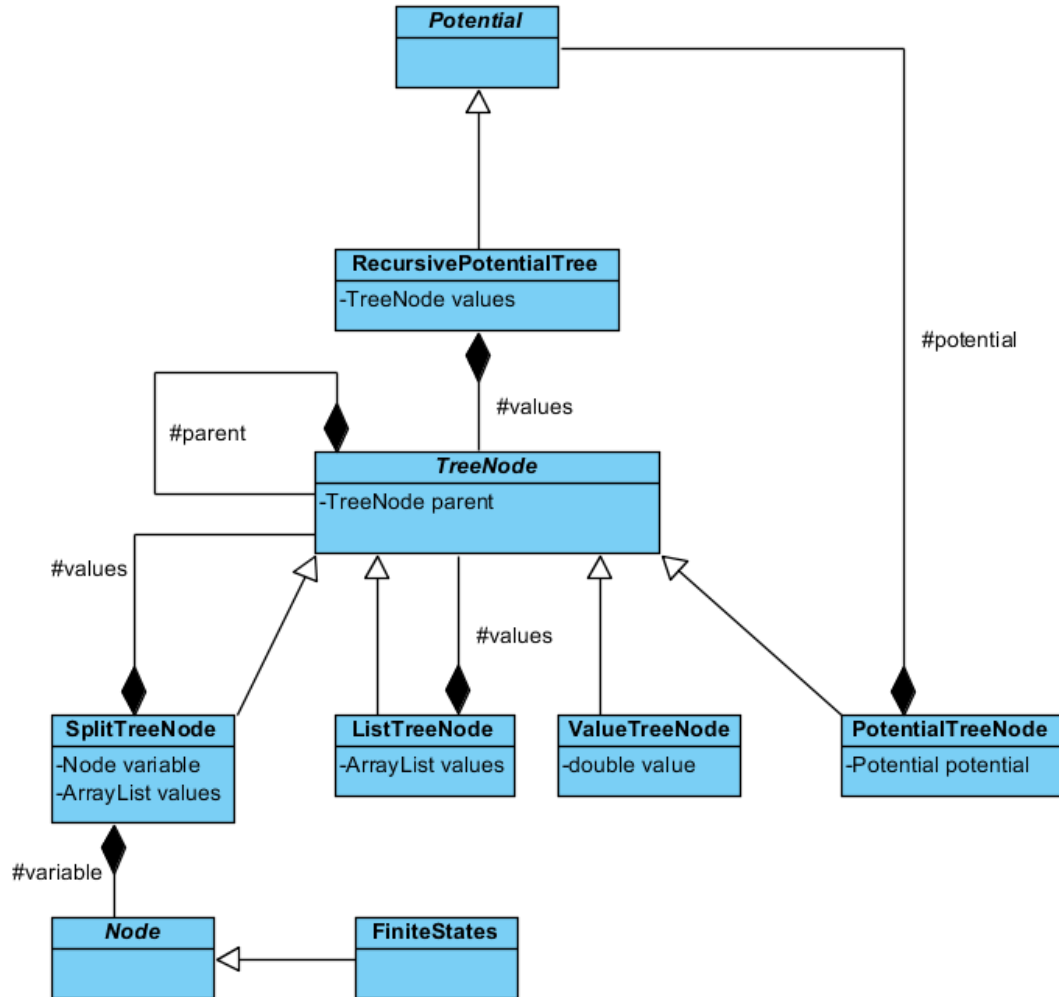 Potential
RecursivePotentialTree
-TreeNode values
#potential
#values
#parent
TreeNode
-TreeNode parent
#values
#values
SplitTreeNode
-Node variable
-ArrayList values
ListTreeNode
-ArrayList values
ValueTreeNode
-double value
PotentialTreeNode
-Potential potential
#variable
Node
FiniteStates